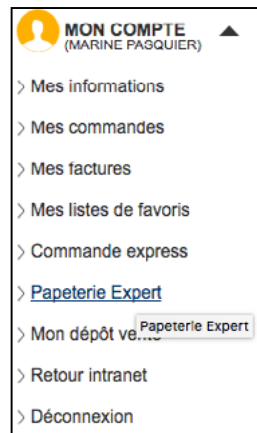 MON COMPTE
(MARINE PASQUIER)
> Mes informations
> Mes commandes
> Mes factures
> Mes listes de favoris
> Commande express
> Papeterie Expert
Papeterie Expert
> Mon dépôt vente
> Retour intranet
> Déconnexion